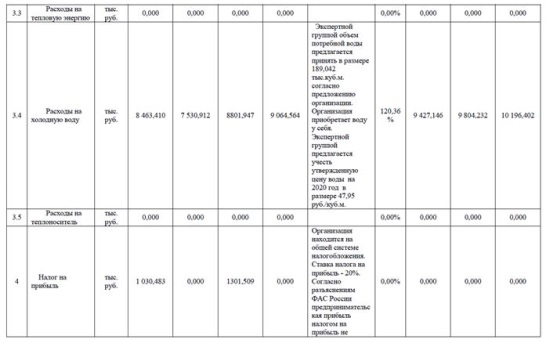 3.3 Расходы на тепловую энергию тыс. руб. 0,000 0,000 0,000 0,000 0,00% 0,000 0,000 0,000
3.4 Расходы на холодную воду тыс. руб. 8 463,410 7 530,912 8801,947 9 064,564
Экспертной
группой объем
потребной воды
предлагается
принять в размере
189,042
тыс.куб.м.
согласно
предложению
организации.
Организация
приобретает воду
у себя.
Экспертной
группой
предлагается
учесть
утвержденную
цену воды на
2020 год в
размере 47,95
руб./куб.м.
120,36 % 9 427,146 9 804,232 10 196,402
3.5 Расходы на теплоноситель тыс. руб. 0,000 0,000 0,000 0,000 0,00% 0,000 0,000 0,000
4 Налог на прибыль тыс. руб. 1 030,483 0,000 1301,509 0,000
Организация
находится на
общей системе
налогобложения.
Ставка налога на
прибыль - 20%.
Согласно
разъяснениям
ФАС России
предпринимательс
кая прибыль
налогом на
прибыль не
0,00% 0,000 0,000 0,000